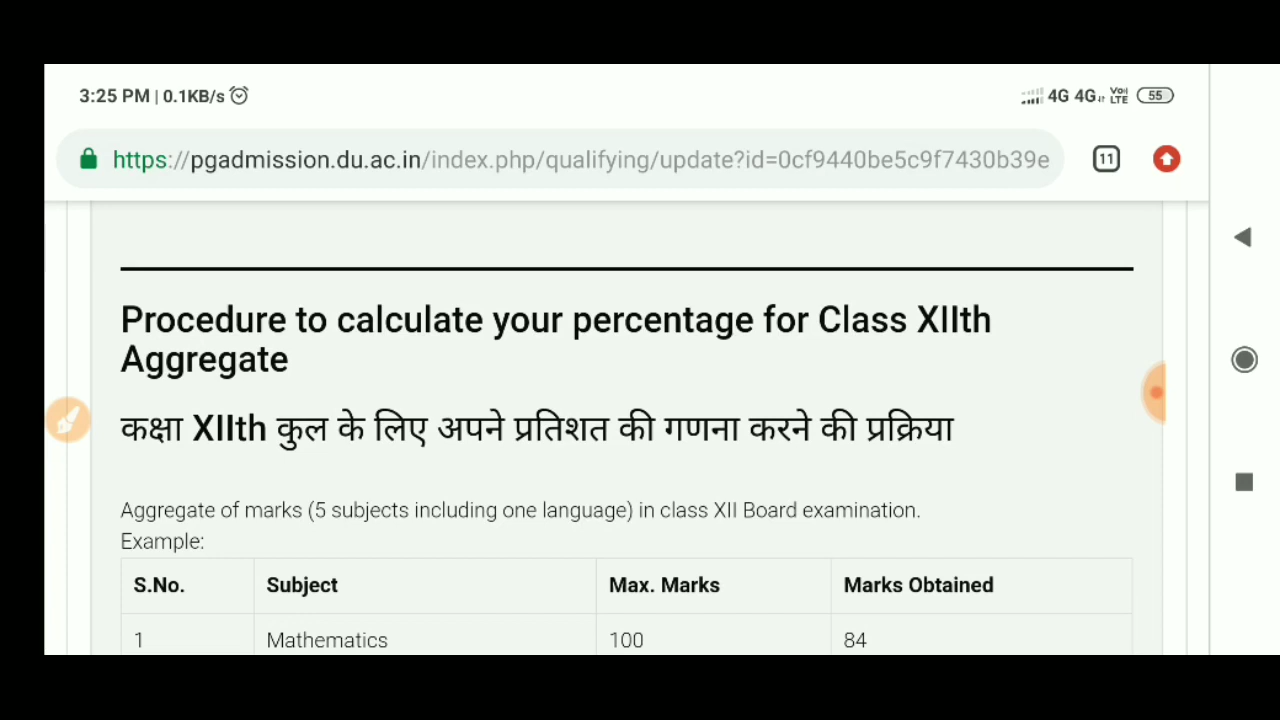 3:25 PM | 0.1KB/s
4G 4G Vo) LTE 55
https://pgadmission.du.ac.in/index.php/qualifying/update?id=0cf9440be5c9f7430b39e
11
Procedure to calculate your percentage for Class XIIth
Aggregate
कक्षा XIIth कुल के लिए अपने प्रतिशत की गणना करने की प्रक्रिया
Aggregate of marks (5 subjects including one language) in class XII Board examination.
Example:
S.No. Subject Max. Marks Marks Obtained
1 Mathematics 100 84